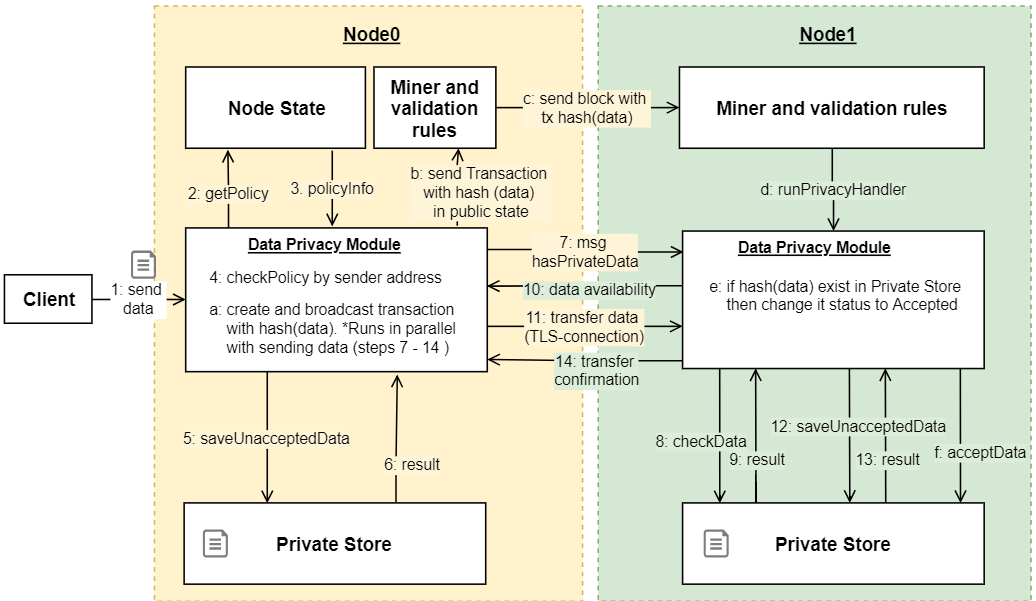 Node0
Node1
Node State
Miner and
validation
rules
c: send block with
tx hash(data)
Miner and validation rules
2: getPolicy
3. policyInfo
b: send Transaction
with hash (data)
in public state
d: runPrivacyHandler
Client
1: send
data
Data Privacy Module
4: checkPolicy by sender address
a: create and broadcast transaction
with hash(data). *Runs in parallel
with sending data (steps 7 - 14 )
7: msg
hasPrivateData
10: data availability
11: transfer data
(TLS-connection)
14: transfer
confirmation
Data Privacy Module
e: if hash(data) exist in Private Store
then change it status to Accepted
5: saveUnacceptedData
6: result
8: checkData
9: result
12: saveUnacceptedData
13: result
f: acceptData
Private Store
Private Store